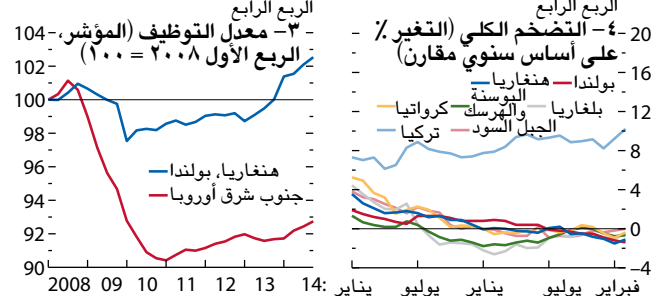 الربع الرابع
٤- التضخم الكلي (التغير ٪
على أساس سنوي مقارن)
20
16
12
8
4
0
–4
بولندا
هنغاريا
بلغاريا
البوسنة
والهرسك
كرواتيا
الجبل السود
تركيا
يناير
يوليو
يناير
يوليو
فبراير
الربع الرابع
٣- معدل التوظيف (المؤشر،
الربع الأول ٢٠٠٨ = ١٠٠)
104
102
100
98
96
94
92
90
هنغاريا، بولندا
جنوب شرق أوروبا
2008 09 10 11 12 13 14: